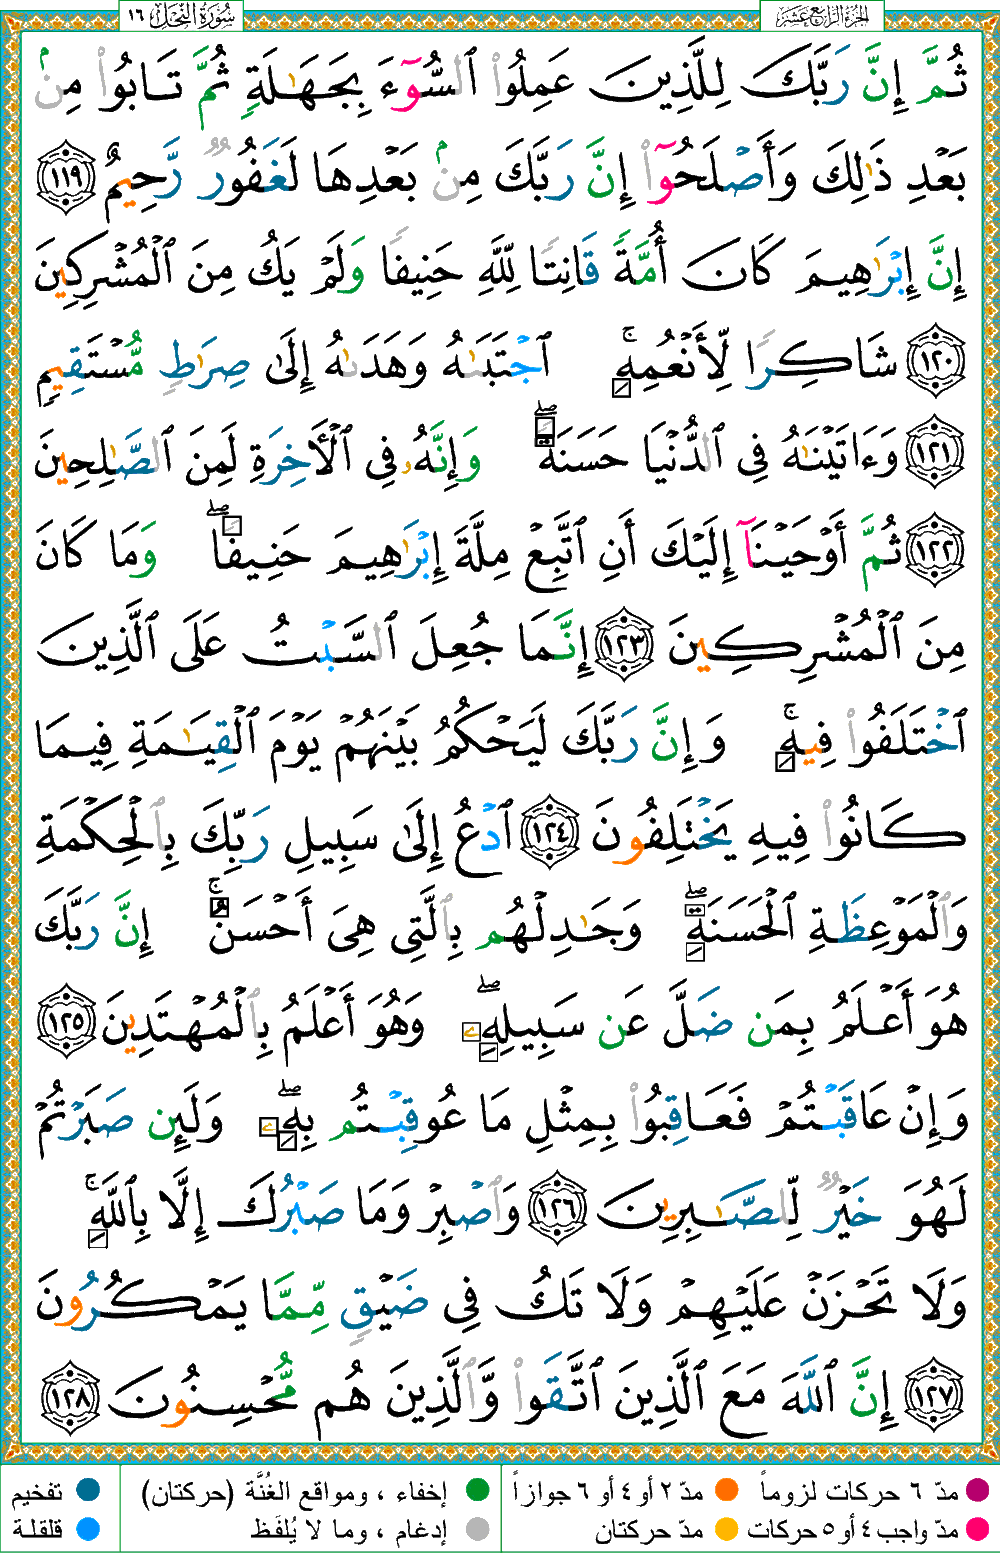 الجزء الرابع عشر
سورة النحل ١٦
ثُمَّ إِنَّ رَبَّكَ لِلَّذِينَ عَمِلُوا۟ ٱلسُّوٓءَ بِجَهَـٰلَةٍ ثُمَّ تَابُوا۟ مِنۢ
بَعْدِ ذَٰلِكَ وَأَصْلَحُوٓا۟ إِنَّ رَبَّكَ مِنۢ بَعْدِهَا لَغَفُورٌ رَّحِيمٌ ١١٩
إِنَّ إِبْرَٰهِيمَ كَانَ أُمَّةً قَانِتًا لِّلَّهِ حَنِيفًا وَلَمْ يَكُ مِنَ ٱلْمُشْرِكِينَ
١٢٠ شَاكِرًا لِّأَنْعُمِهِ ۚ ٱجْتَبَىٰهُ وَهَدَىٰهُ إِلَىٰ صِرَٰطٍ مُّسْتَقِيمٍ
١٢١ وَءَاتَيْنَـٰهُ فِى ٱلدُّنْيَا حَسَنَةً ۖ وَإِنَّهُۥ فِى ٱلْـَٔاخِرَةِ لَمِنَ ٱلصَّـٰلِحِينَ
١٢٢ ثُمَّ أَوْحَيْنَآ إِلَيْكَ أَنِ ٱتَّبِعْ مِلَّةَ إِبْرَٰهِيمَ حَنِيفًا ۖ وَمَا كَانَ
مِنَ ٱلْمُشْرِكِينَ ١٢٣ إِنَّمَا جُعِلَ ٱلسَّبْتُ عَلَى ٱلَّذِينَ
ٱخْتَلَفُوا۟ فِيهِ ۚ وَإِنَّ رَبَّكَ لَيَحْكُمُ بَيْنَهُمْ يَوْمَ ٱلْقِيَـٰمَةِ فِيمَا
كَانُوا۟ فِيهِ يَخْتَلِفُونَ ١٢٤ ٱدْعُ إِلَىٰ سَبِيلِ رَبِّكَ بِٱلْحِكْمَةِ
وَٱلْمَوْعِظَةِ ٱلْحَسَنَةِ ۖ وَجَـٰدِلْهُم بِٱلَّتِى هِىَ أَحْسَنُ ۚ إِنَّ رَبَّكَ
هُوَ أَعْلَمُ بِمَن ضَلَّ عَن سَبِيلِهِۦ ۖ وَهُوَ أَعْلَمُ بِٱلْمُهْتَدِينَ ١٢٥
وَإِنْ عَاقَبْتُمْ فَعَاقِبُوا۟ بِمِثْلِ مَا عُوقِبْتُم بِهِۦ ۖ وَلَئِن صَبَرْتُمْ
لَهُوَ خَيْرٌ لِّلصَّـٰبِرِينَ ١٢٦ وَٱصْبِرْ وَمَا صَبْرُكَ إِلَّا بِٱللَّهِ ۚ
وَلَا تَحْزَنْ عَلَيْهِمْ وَلَا تَكُ فِى ضَيْقٍ مِّمَّا يَمْكُرُونَ
١٢٧ إِنَّ ٱللَّهَ مَعَ ٱلَّذِينَ ٱتَّقَوا۟ وَّٱلَّذِينَ هُم مُّحْسِنُونَ ١٢٨
مدّ ٦ حركات لزوماً مدّ ٢ أو ٤ أو ٦ جوازاً إخفاء ، ومواقع الغُنَّة (حركتان) تفخيم
مدّ واجب ٤ أو ٥ حركات مدّ حركتان إدغام ، وما لا يُلفَظ قلقلة